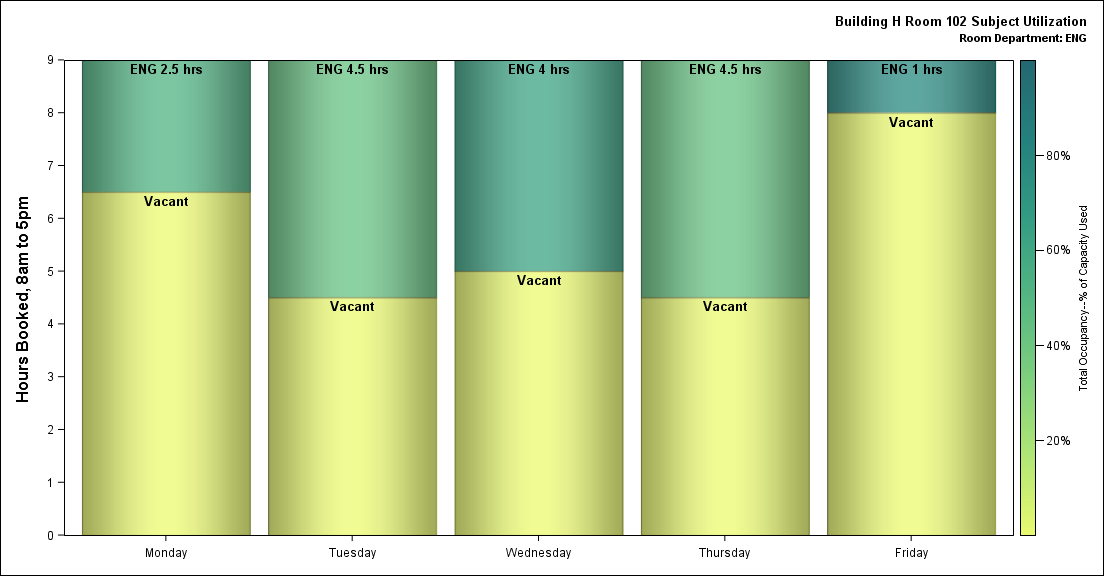 Building H Room 102 Subject Utilization
Room Department: ENG
Hours Booked, 8am to 5pm
9
8
7
6
5
4
3
2
1
0
ENG 2.5 hrs
ENG 4.5 hrs
ENG 4 hrs
ENG 4.5 hrs
ENG 1 hrs
Vacant
Vacant
Vacant
Vacant
Vacant
Monday
Tuesday
Wednesday
Thursday
Friday
80%
60%
40%
20%
Total Occupancy--% of Capacity Used